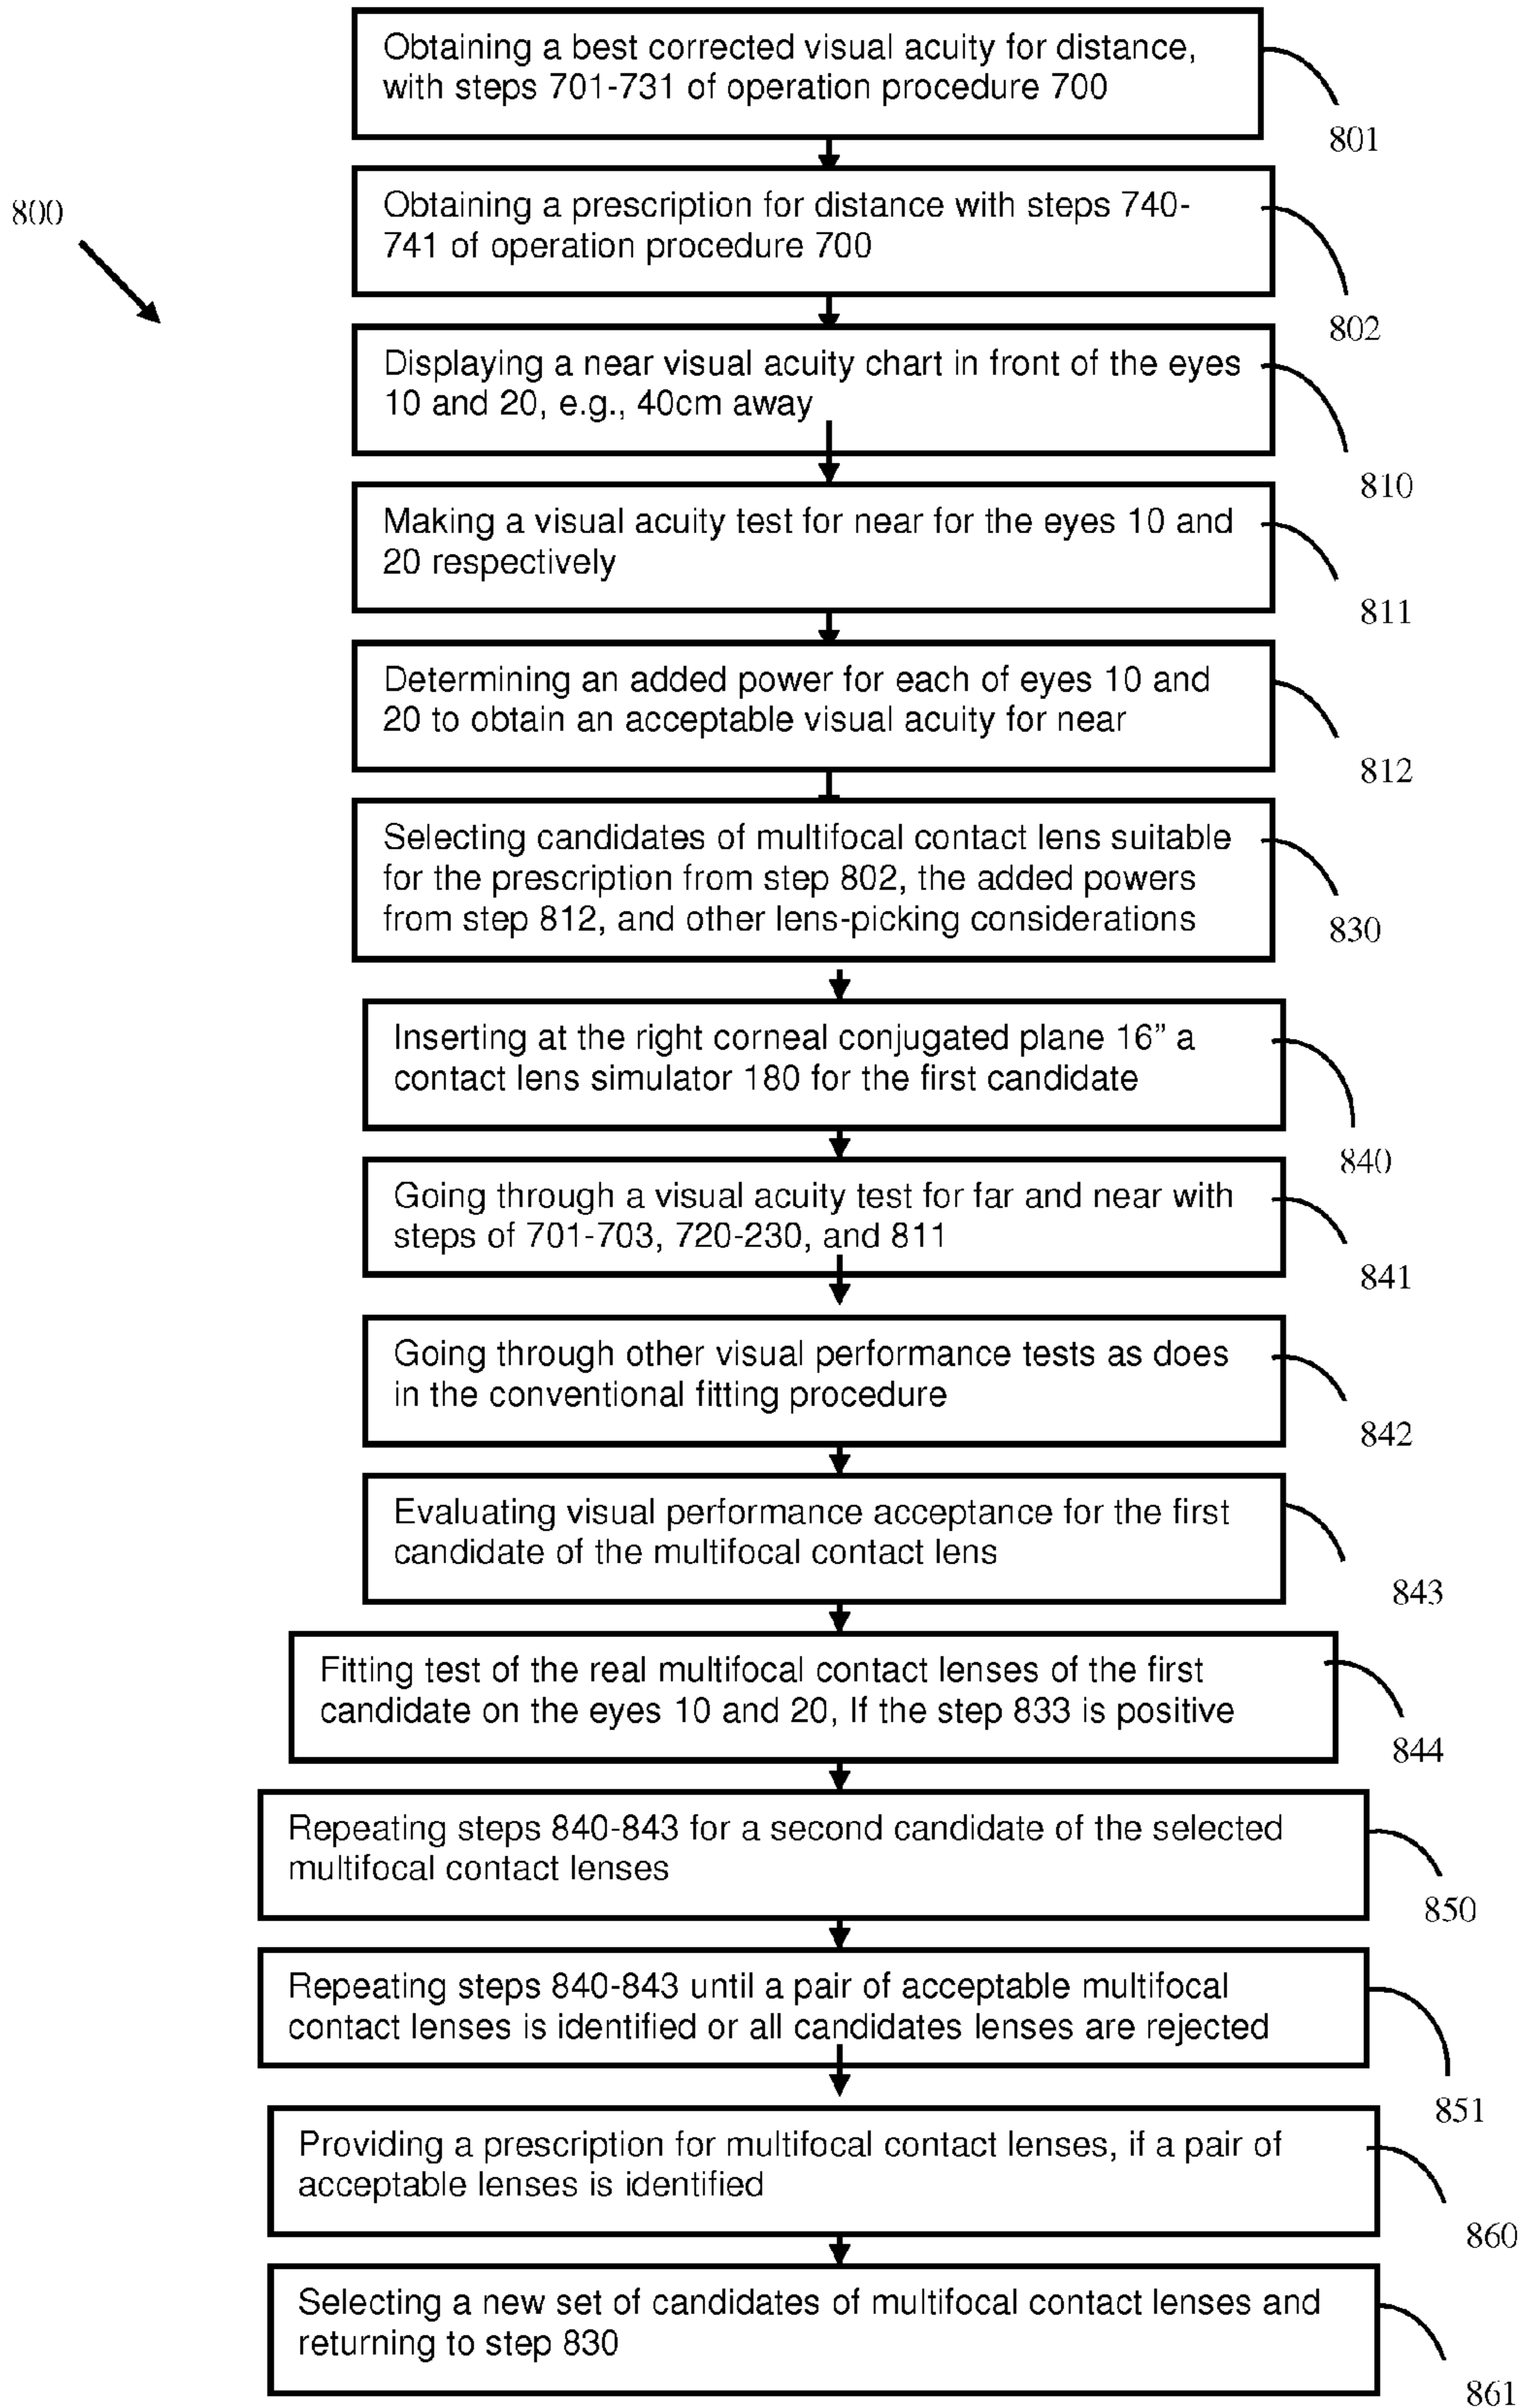 Obtaining a best corrected visual acuity for distance,
with steps 701-731 of operation procedure 700
801
800
Obtaining a prescription for distance with steps 740-
741 of operation procedure 700
802
Displaying a near visual acuity chart in front of the eyes
10 and 20, e.g., 40cm away
810
Making a visual acuity test for near for the eyes 10 and
20 respectively
811
Determining an added power for each of eyes 10 and
20 to obtain an acceptable visual acuity for near
812
Selecting candidates of multifocal contact lens suitable
for the prescription from step 802, the added powers
from step 812, and other lens-picking considerations
830
Inserting at the right corneal conjugated plane 16” a
contact lens simulator 180 for the first candidate
840
Going through a visual acuity test for far and near with
steps of 701-703, 720-230, and 811
841
Going through other visual performance tests as does
in the conventional fitting procedure
842
Evaluating visual performance acceptance for the first
candidate of the multifocal contact lens
843
Fitting test of the real multifocal contact lenses of the first
candidate on the eyes 10 and 20, If the step 833 is positive
844
Repeating steps 840-843 for a second candidate of the selected
multifocal contact lenses
850
Repeating steps 840-843 until a pair of acceptable multifocal
contact lenses is identified or all candidates lenses are rejected
851
Providing a prescription for multifocal contact lenses, if a pair of
acceptable lenses is identified
860
Selecting a new set of candidates of multifocal contact lenses and
returning to step 830
861